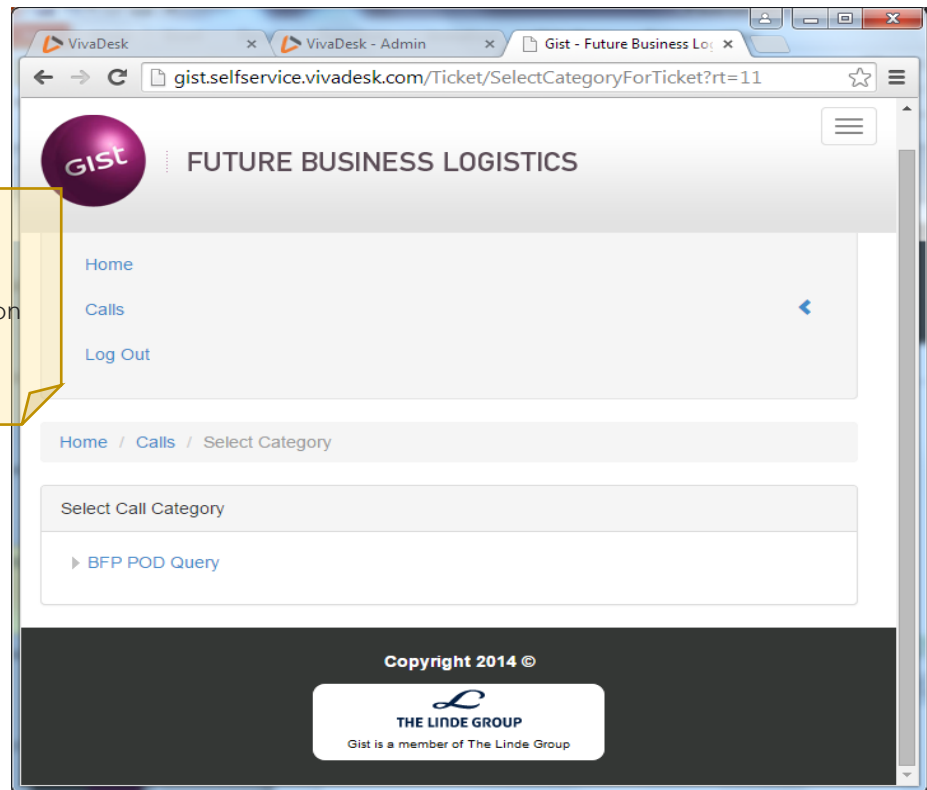 VivaDesk
VivaDesk - Admin
Gist - Future Business Log
gist.selfservice.vivadesk.com/Ticket/SelectCategoryForTicket?rt=11
GIST
FUTURE BUSINESS LOGISTICS
Home
on
Calls
Log Out
Home / Calls / Select Category
Select Call Category
BFP POD Query
Copyright 2014 ©
THE LINDE GROUP
Gist is a member of The Linde Group